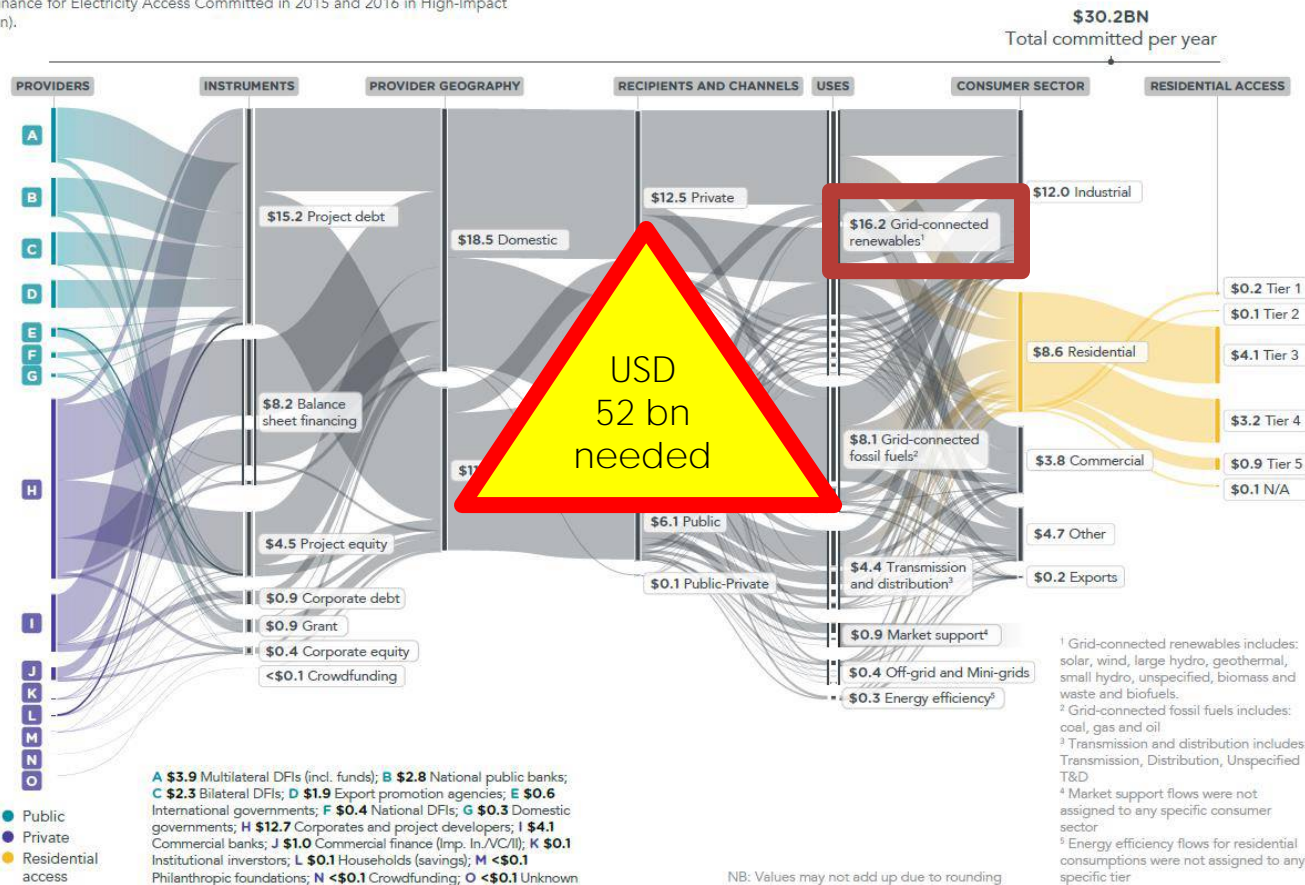 inance for Electricity Access Committed in 2015 and 2016 in High-Impact
n).
$30.2BN
Total committed per year
PROVIDERS
INSTRUMENTS
PROVIDER GEOGRAPHY
RECIPIENTS AND CHANNELS
USES
CONSUMER SECTOR
RESIDENTIAL ACCESS
A
B
C
D
E
F
G
H
I
J
K
L
M
N
O
$15.2 Project debt
$8.2 Balance
sheet financing
$4.5 Project equity
$0.9 Corporate debt
$0.9 Grant
$0.4 Corporate equity
<$0.1 Crowdfunding
$18.5 Domestic
$11
$12.5 Private
USD
52 bn
needed
$6.1 Public
$0.1 Public-Private
$16.2 Grid-connected
renewables¹
$8.1 Grid-connected
fossil fuels²
$4.4 Transmission
and distribution³
$0.9 Market support⁴
$0.4 Off-grid and Mini-grids
$0.3 Energy efficiency⁵
$12.0 Industrial
$8.6 Residential
$3.8 Commercial
$4.7 Other
$0.2 Exports
$0.2 Tier 1
$0.1 Tier 2
$4.1 Tier 3
$3.2 Tier 4
$0.9 Tier 5
$0.1 N/A
Public
Private
Residential
access
A $3.9 Multilateral DFIs (incl. funds); B $2.8 National public banks;
C $2.3 Bilateral DFIs; D $1.9 Export promotion agencies; E $0.6
International governments; F $0.4 National DFIs; G $0.3 Domestic
governments; H $12.7 Corporates and project developers; I $4.1
Commercial banks; J $1.0 Commercial finance (Imp. In./VC/II); K $0.1
Institutional inverstors; L $0.1 Households (savings); M <$0.1
Philanthropic foundations; N <$0.1 Crowdfunding; O <$0.1 Unknown
NB: Values may not add up due to rounding
¹ Grid-connected renewables includes:
solar, wind, large hydro, geothermal,
small hydro, unspecified, biomass and
waste and biofuels.
² Grid-connected fossil fuels includes:
coal, gas and oil
³ Transmission and distribution includes
Transmission, Distribution, Unspecified
T&D
⁴ Market support flows were not
assigned to any specific consumer
sector
⁵ Energy efficiency flows for residential
consumptions were not assigned to any
specific tier